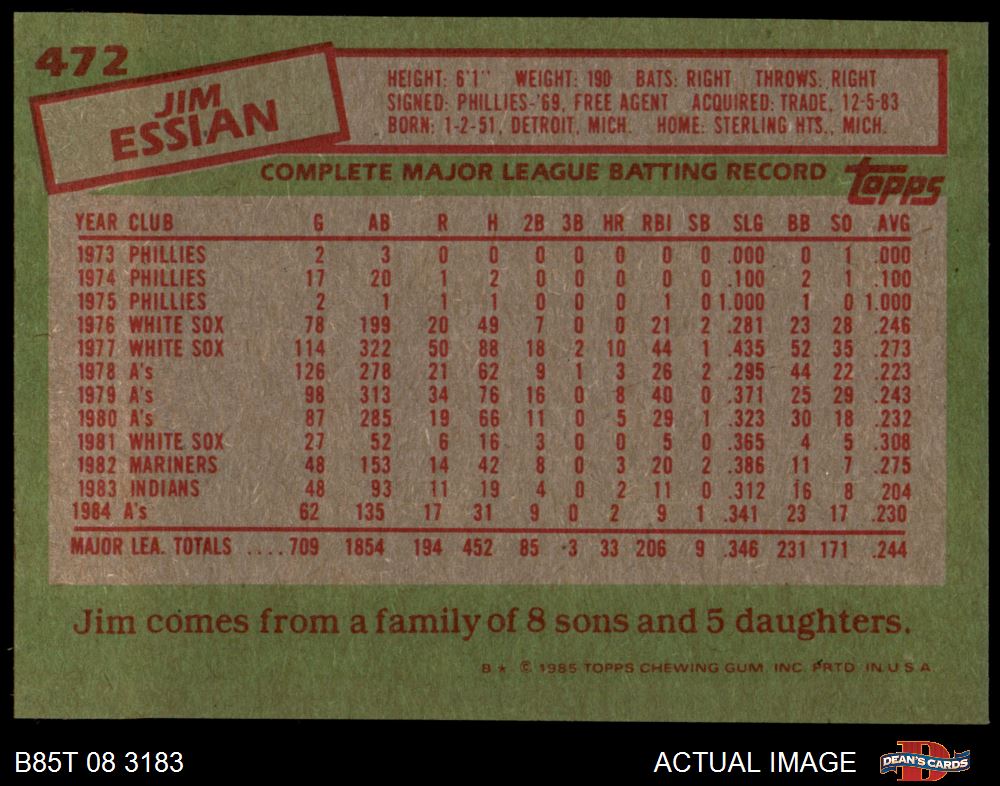 472
JIM
ESSIAN
HEIGHT: 6'1" WEIGHT: 190 BATS: RIGHT THROWS: RIGHT
SIGNED: PHILLIES-'69, FREE AGENT ACQUIRED: TRADE, 12-5-83
BORN: 1-2-51, DETROIT, MICH. HOME: STERLING HTS., MICH.
COMPLETE MAJOR LEAGUE BATTING RECORD
topps
YEAR CLUB G AB R H 2B 3B HR RBI SB SLG BB SO AVG
1973 PHILLIES 2 3 0 0 0 0 0 0 0 .000 0 1 .000
1974 PHILLIES 17 20 1 2 0 0 0 0 0 .100 2 1 .100
1975 PHILLIES 2 1 1 1 0 0 0 1 0 1.000 1 0 1.000
1976 WHITE SOX 78 199 20 49 7 0 0 21 2 .281 23 28 .246
1977 WHITE SOX 114 322 50 88 18 2 10 44 1 .435 52 35 .273
1978 A's 126 278 21 62 9 1 3 26 2 .295 44 22 .223
1979 A's 98 313 34 76 16 0 8 40 0 .371 25 29 .243
1980 A's 87 285 19 66 11 0 5 29 1 .323 30 18 .232
1981 WHITE SOX 27 52 6 16 3 0 0 5 0 .365 4 5 .308
1982 MARINERS 48 153 14 42 8 0 3 20 2 .386 11 7 .275
1983 INDIANS 48 93 11 19 4 0 2 11 0 .312 16 8 .204
1984 A's 62 135 17 31 9 0 2 9 1 .341 23 17 .230
MAJOR LEA. TOTALS ....709 1854 194 452 85 3 33 206 9 .346 231 171 .244
Jim comes from a family of 8 sons and 5 daughters.
B ★ © 1985 TOPPS CHEWING GUM, INC. PRTD. IN U.S.A.
B85T 08 3183
ACTUAL IMAGE
DEAN'S CARDS